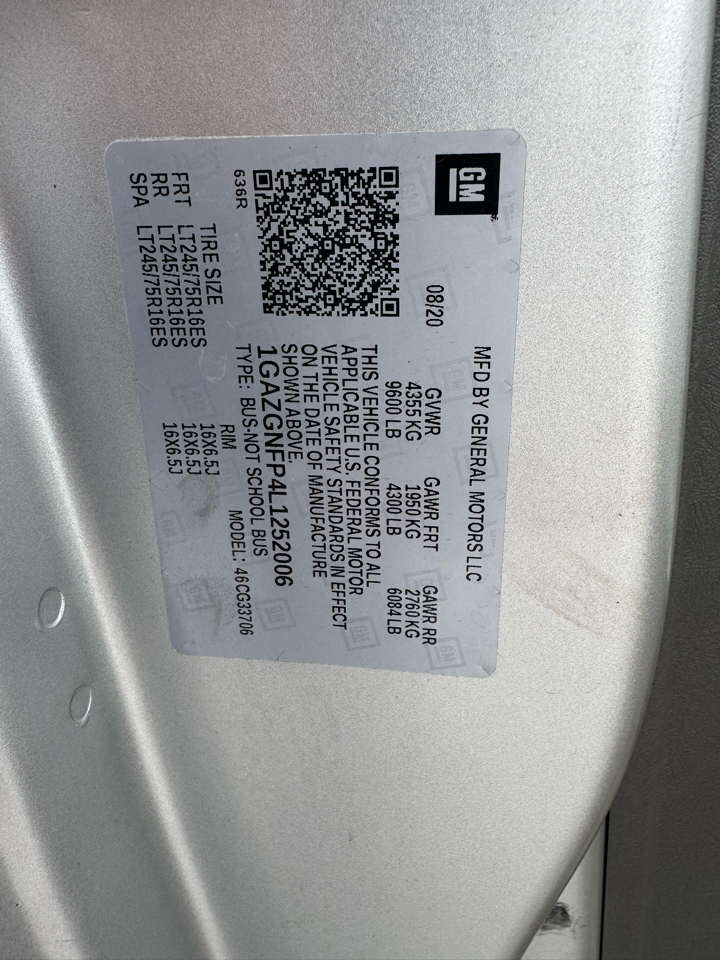 GM
MFD BY GENERAL MOTORS LLC
08/20
GVWR GAWR FRT GAWR RR
4355 KG 1950 KG 2760 KG
9600 LB 4300 LB 6084 LB
THIS VEHICLE CONFORMS TO ALL
APPLICABLE U.S. FEDERAL MOTOR
VEHICLE SAFETY STANDARDS IN EFFECT
ON THE DATE OF MANUFACTURE
SHOWN ABOVE.
1GAZGNFP4L1252006
TYPE: BUS-NOT SCHOOL BUS
636R
MODEL: 46CG33706
TIRE SIZE RIM
FRT LT245/75R16ES 16X6.5J
RR LT245/75R16ES 16X6.5J
SPA LT245/75R16ES 16X6.5J